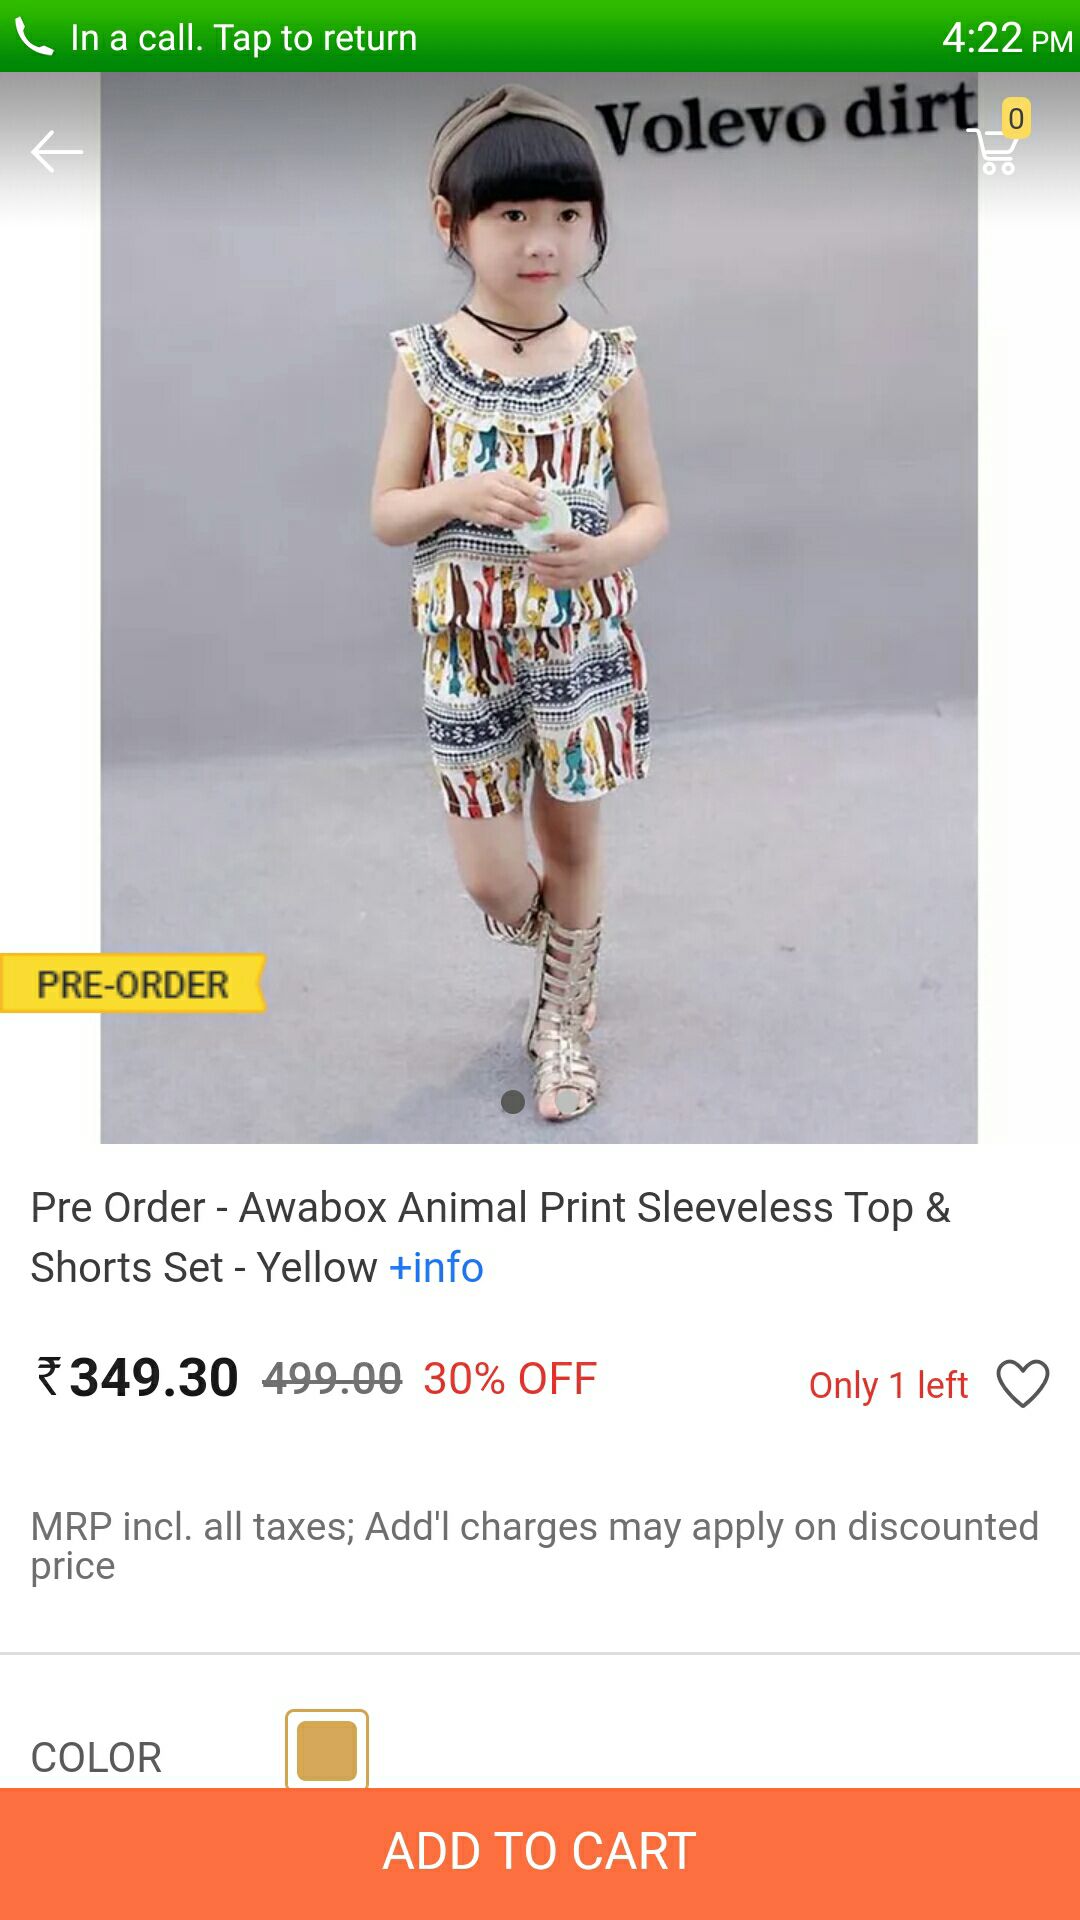 In a call. Tap to return
4:22 PM
Volevo dirt
0
PRE-ORDER
Pre Order - Awabox Animal Print Sleeveless Top &
Shorts Set - Yellow +info
₹349.30 499.00 30% OFF
Only 1 left
MRP incl. all taxes; Add'l charges may apply on discounted
price
COLOR
ADD TO CART